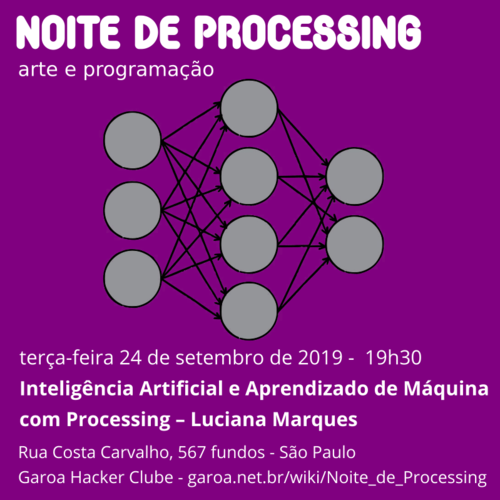 NOITE DE PROCESSING
arte e programação
terça-feira 24 de setembro de 2019 - 19h30
Inteligência Artificial e Aprendizado de Máquina
com Processing – Luciana Marques
Rua Costa Carvalho, 567 fundos - São Paulo
Garoa Hacker Clube - garoa.net.br/wiki/Noite_de_Processing